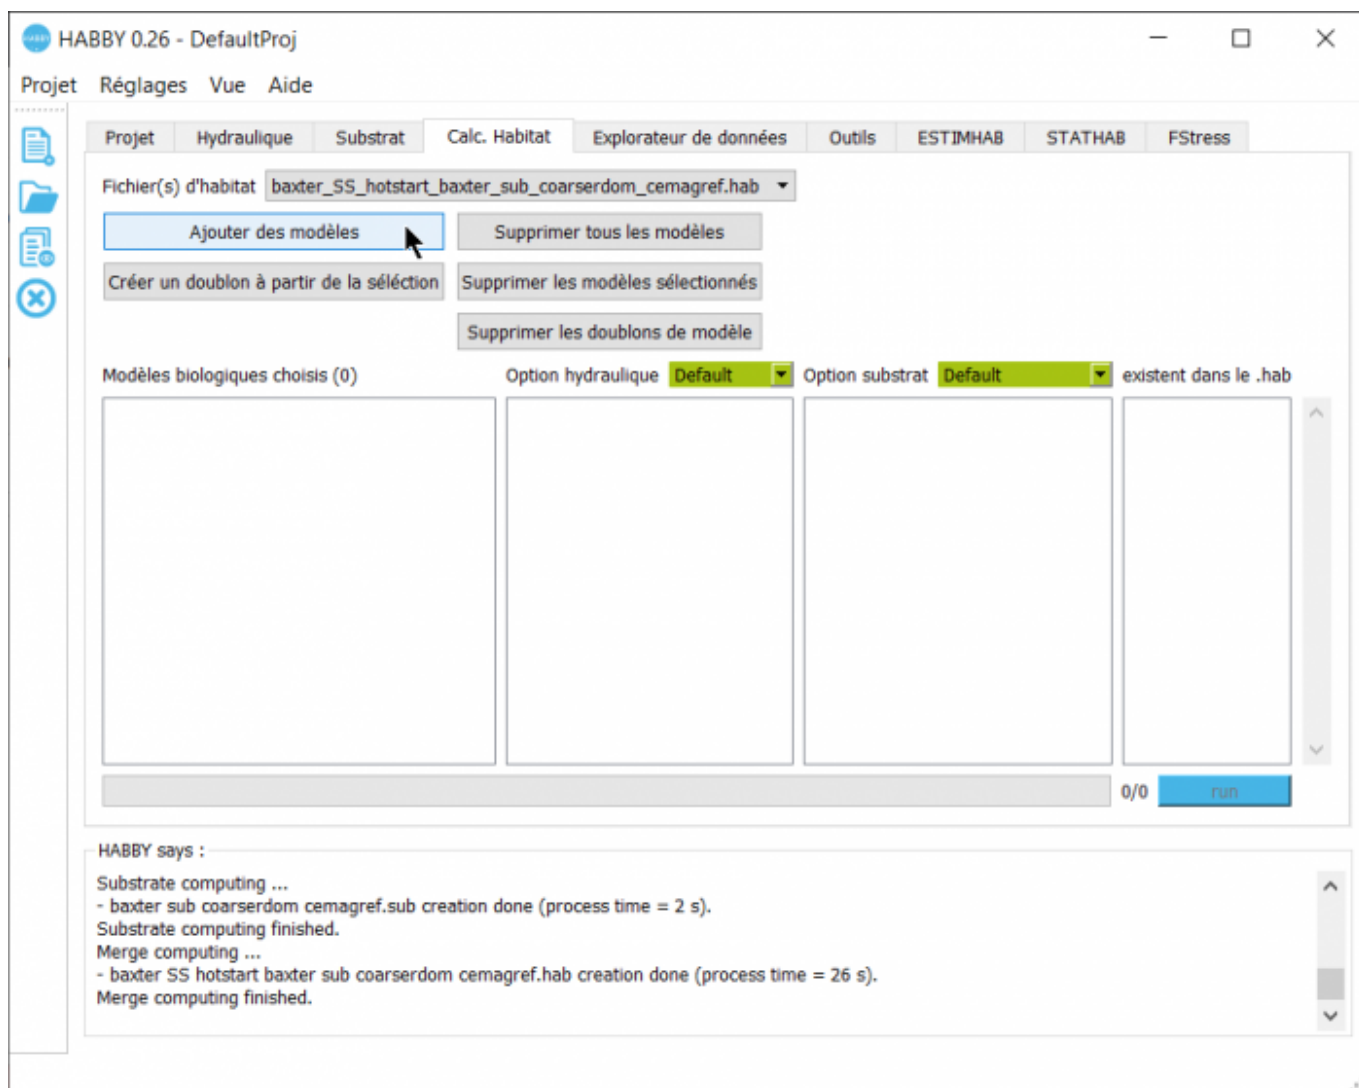 HABBY 0.26 - DefaultProj
Projet Réglages Vue Aide
Projet Hydraulique Substrat Calc. Habitat Explorateur de données Outils ESTIMHAB STATHAB FStress
Fichier(s) d'habitat baxter_SS_hotstart_baxter_sub_coarserdom_cemagref.hab
Ajouter des modèles Supprimer tous les modèles
Créer un doublon à partir de la séléction Supprimer les modèles sélectionnés
Supprimer les doublons de modèle
Modèles biologiques choisis (0) Option hydraulique Default Option substrat Default existent dans le .hab
0/0 run
HABBY says :
Substrate computing ...
- baxter sub coarserdom cemagref.sub creation done (process time = 2 s).
Substrate computing finished.
Merge computing ...
- baxter SS hotstart baxter sub coarserdom cemagref.hab creation done (process time = 26 s).
Merge computing finished.